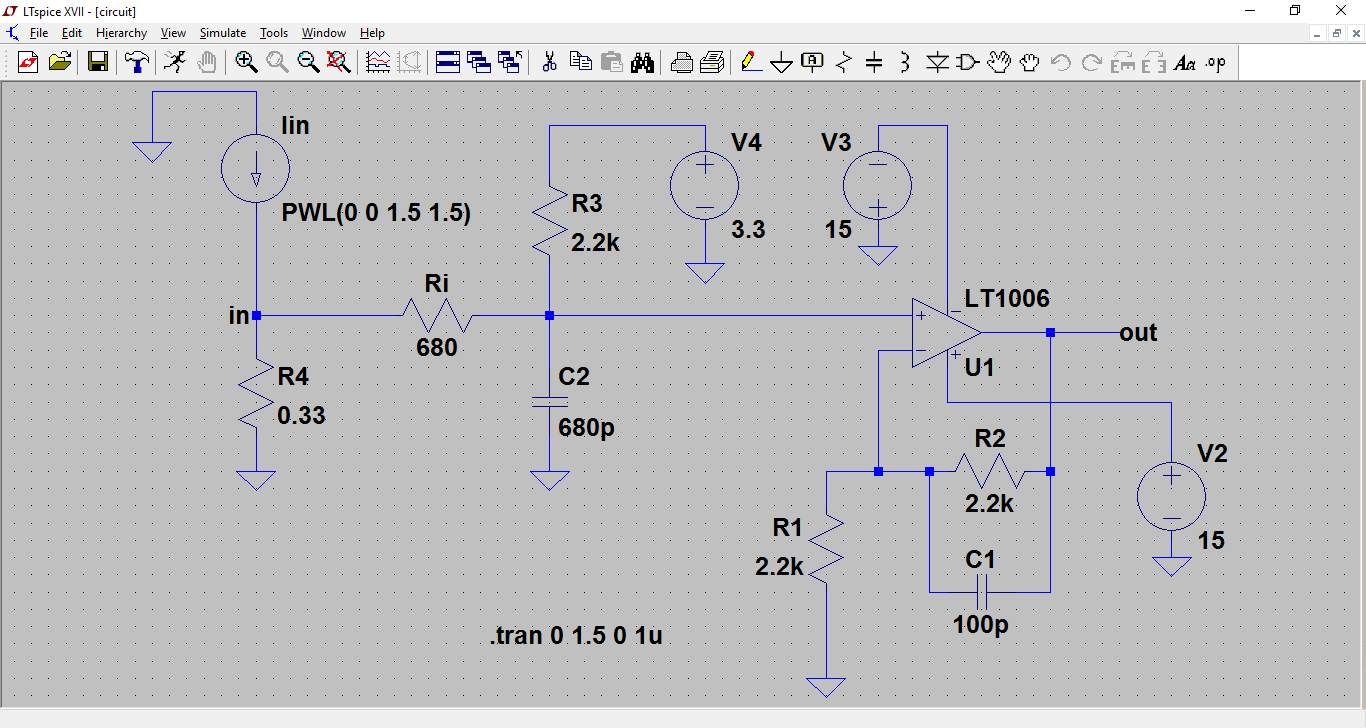 LTspice XVII - [circuit]
File Edit Hierarchy View Simulate Tools Window Help
Aa .op
Iin
PWL(0 0 1.5 1.5)
R3
2.2k
V4
3.3
V3
15
Ri
680
in
R4
0.33
C2
680p
LT1006
U1
out
R2
2.2k
V2
15
R1
2.2k
C1
100p
.tran 0 1.5 0 1u